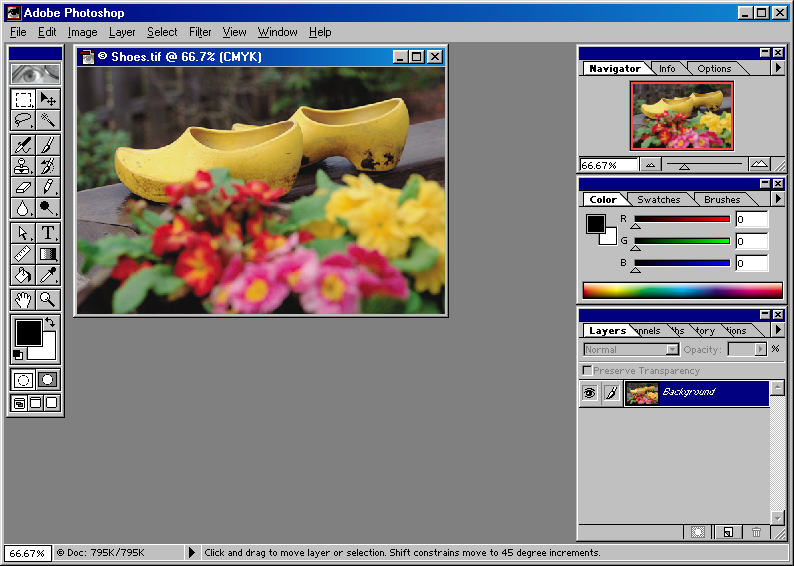 Adobe Photoshop
File Edit Image Layer Select Filter View Window Help
© Shoes.tif @ 66.7% (CMYK)
Navigator Info Options
66.67%
Color Swatches Brushes
R 0
G 0
B 0
Layers nnels ths tory tions
Normal Opacity: %
Preserve Transparency
Background
T
66.67% © Doc: 795K/795K Click and drag to move layer or selection. Shift constrains move to 45 degree increments.